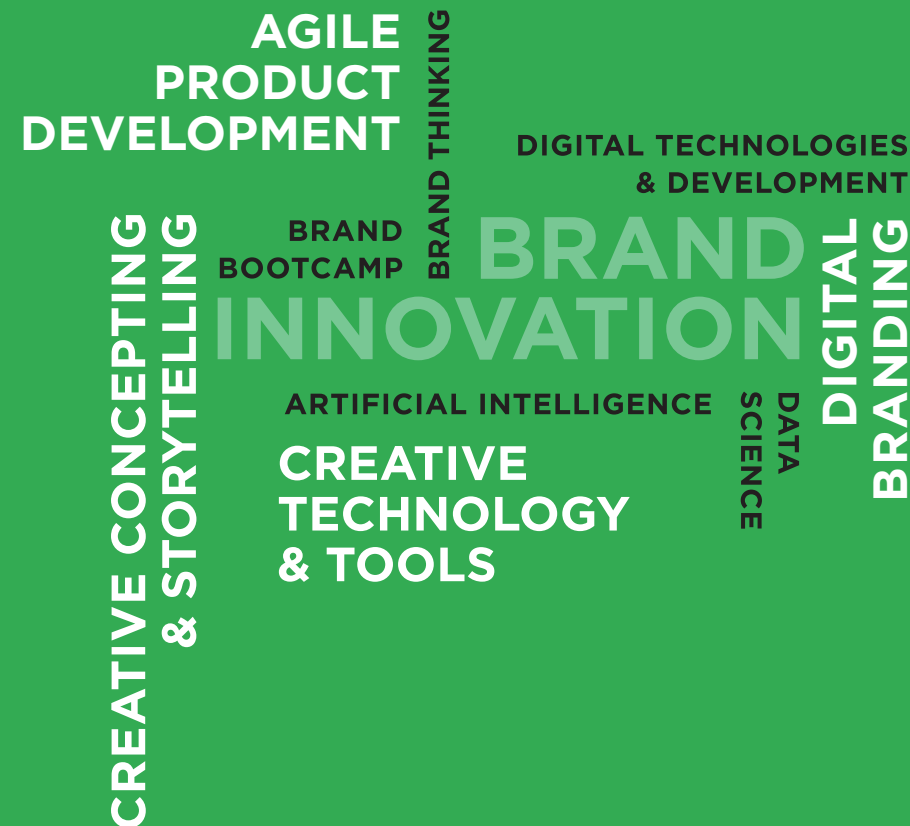 AGILE
PRODUCT
DEVELOPMENT
BRAND THINKING
DIGITAL TECHNOLOGIES
& DEVELOPMENT
CREATIVE CONCEPTING
& STORYTELLING
BRAND
BOOTCAMP
BRAND
INNOVATION
DIGITAL
BRANDING
ARTIFICIAL INTELLIGENCE
DATA
SCIENCE
CREATIVE
TECHNOLOGY
& TOOLS